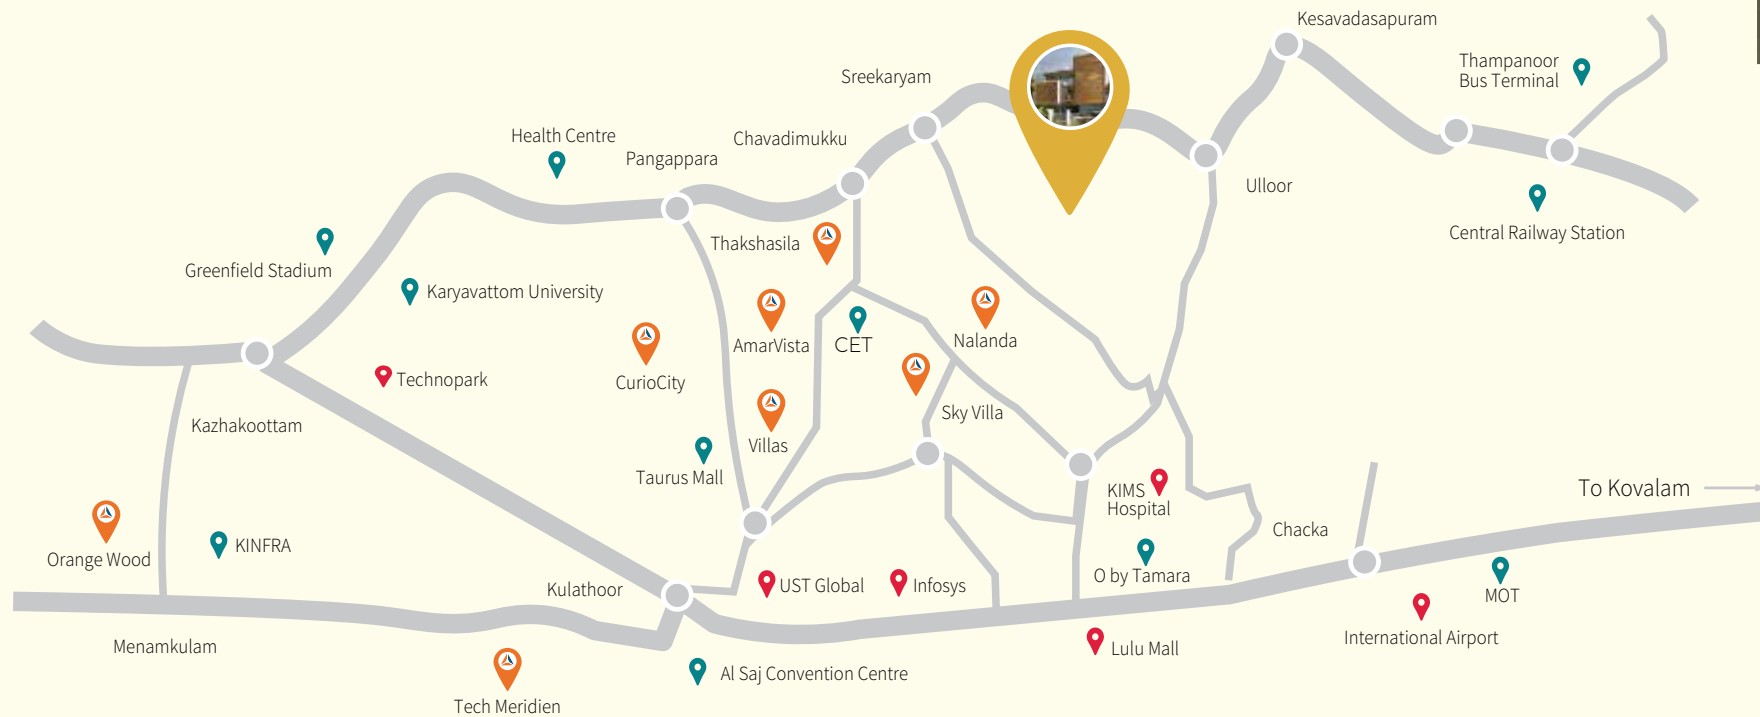 Kesavadasapuram
Thampanoor
Bus Terminal
Sreekaryam
Health Centre
Chavadimukku
Pangappara
Ulloor
Central Railway Station
Thakshasila
Greenfield Stadium
Karyavattom University
Nalanda
AmarVista
CET
CurioCity
Technopark
Sky Villa
Kazhakoottam
Villas
Taurus Mall
KIMS
Hospital
To Kovalam
Chacka
Orange Wood
KINFRA
O by Tamara
Kulathoor
UST Global
Infosys
MOT
International Airport
Menamkulam
Lulu Mall
Al Saj Convention Centre
Tech Meridien